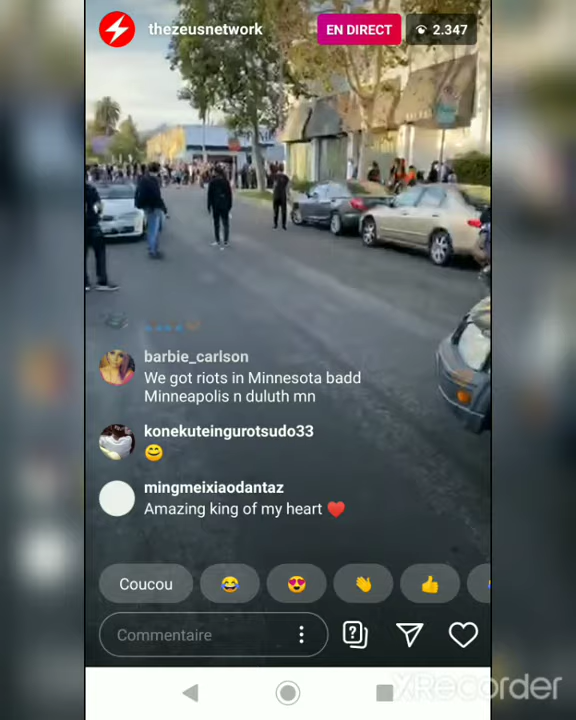 thezeusnetwork
EN DIRECT
2.347
barbie_carlson
We got riots in Minnesota badd
Minneapolis n duluth mn
konekuteingurotsudo33
😊
mingmeixiaodantaz
Amazing king of my heart ♥️
Coucou 😂 😍 👏 👍
Commentaire
XRecorder